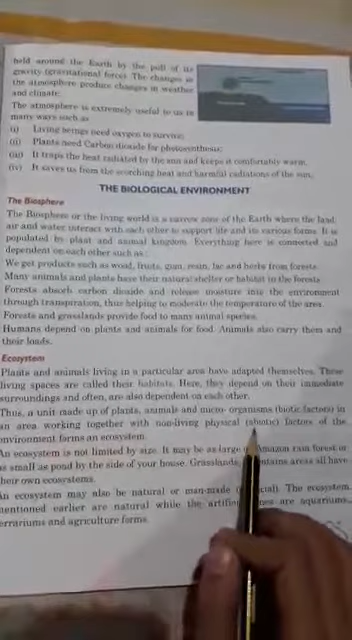 held around the Earth by the pull of its
gravity (gravitational force). The changes in
the atmosphere produce changes in weather
and climate.
The atmosphere is extremely useful to us in
many ways such as
(i) Living beings need oxygen to survive;
(ii) Plants need Carbon dioxide for photosynthesis;
(iii) It traps the heat radiated by the sun and keeps it comfortably warm.
(iv) It saves us from the scorching heat and harmful radiations of the sun.
THE BIOLOGICAL ENVIRONMENT
The Biosphere
The Biosphere or the living world is a narrow zone of the Earth where the land,
air and water interact with each other to support life and its various forms. It is
populated by plant and animal kingdom. Everything here is connected and
dependent on each other such as :
We get products such as wood, fruits, gum, resin, lac and herbs from forests.
Many animals and plants have their natural shelter or habitat in the forests.
Forests absorb carbon dioxide and release moisture into the environment
through transpiration, thus helping to moderate the temperature of the area.
Forests and grasslands provide food to many animal species.
Humans depend on plants and animals for food. Animals also carry them and
their loads.
Ecosystem
Plants and animals living in a particular area have adapted themselves. These
living spaces are called their habitats. Here, they depend on their immediate
surroundings and often, are also dependent on each other.
Thus, a unit made up of plants, animals and micro- organisms (biotic factors) in
an area working together with non-living physical (abiotic) factors of the
environment forms an ecosystem.
An ecosystem is not limited by size. It may be as large Amazon rain forest or
as small as pond by the side of your house. Grasslands, all have
their own ecosystems.
An ecosystem may also be natural or man-made The ecosystem
mentioned earlier are natural while the are aquariums,
terrariums and agriculture farms.